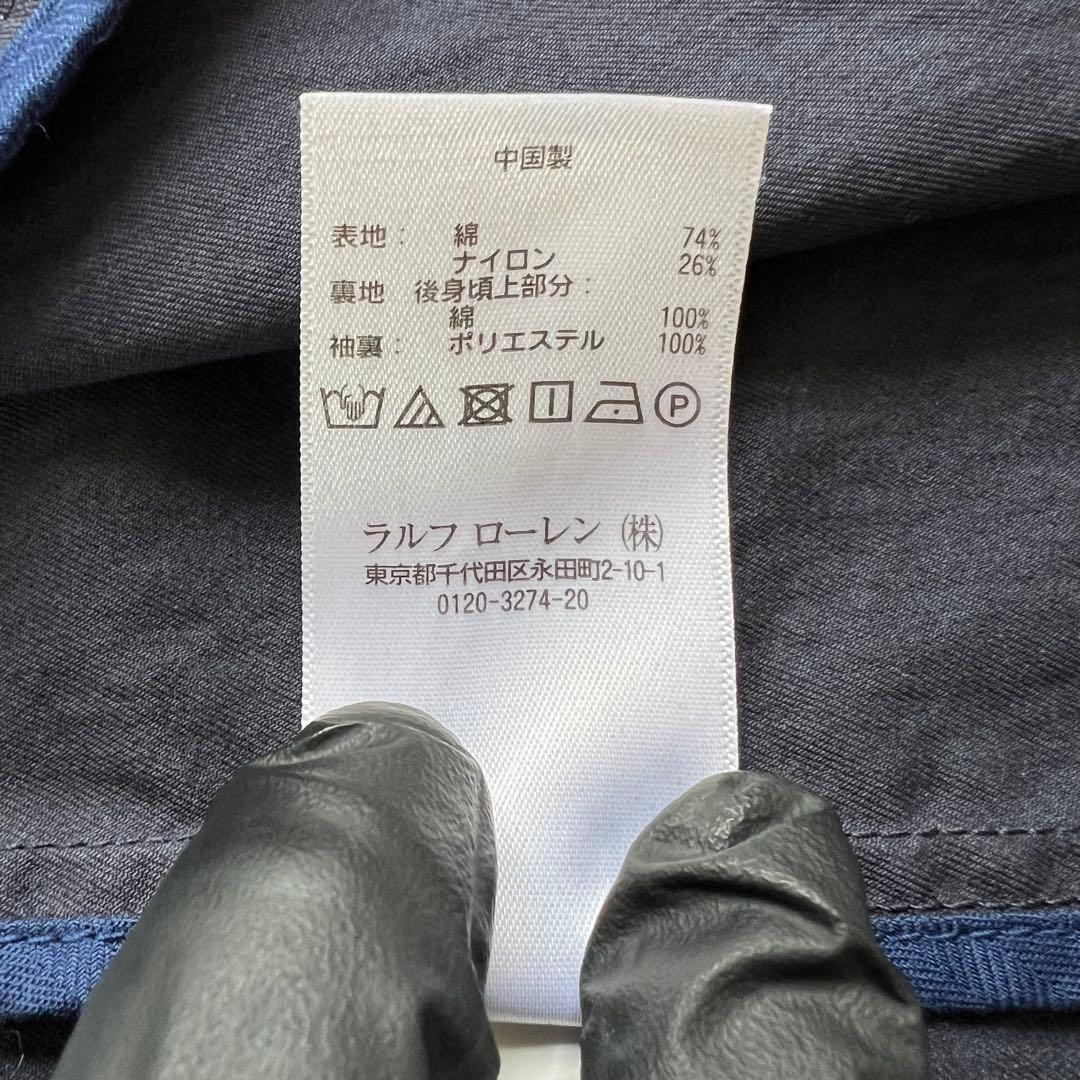 中国製
表地： 綿 74%
ナイロン 26%
裏地 後身頃上部分：
綿 100%
袖裏： ポリエステル 100%
P
ラルフ ローレン ㈱
東京都千代田区永田町2-10-1
0120-3274-20